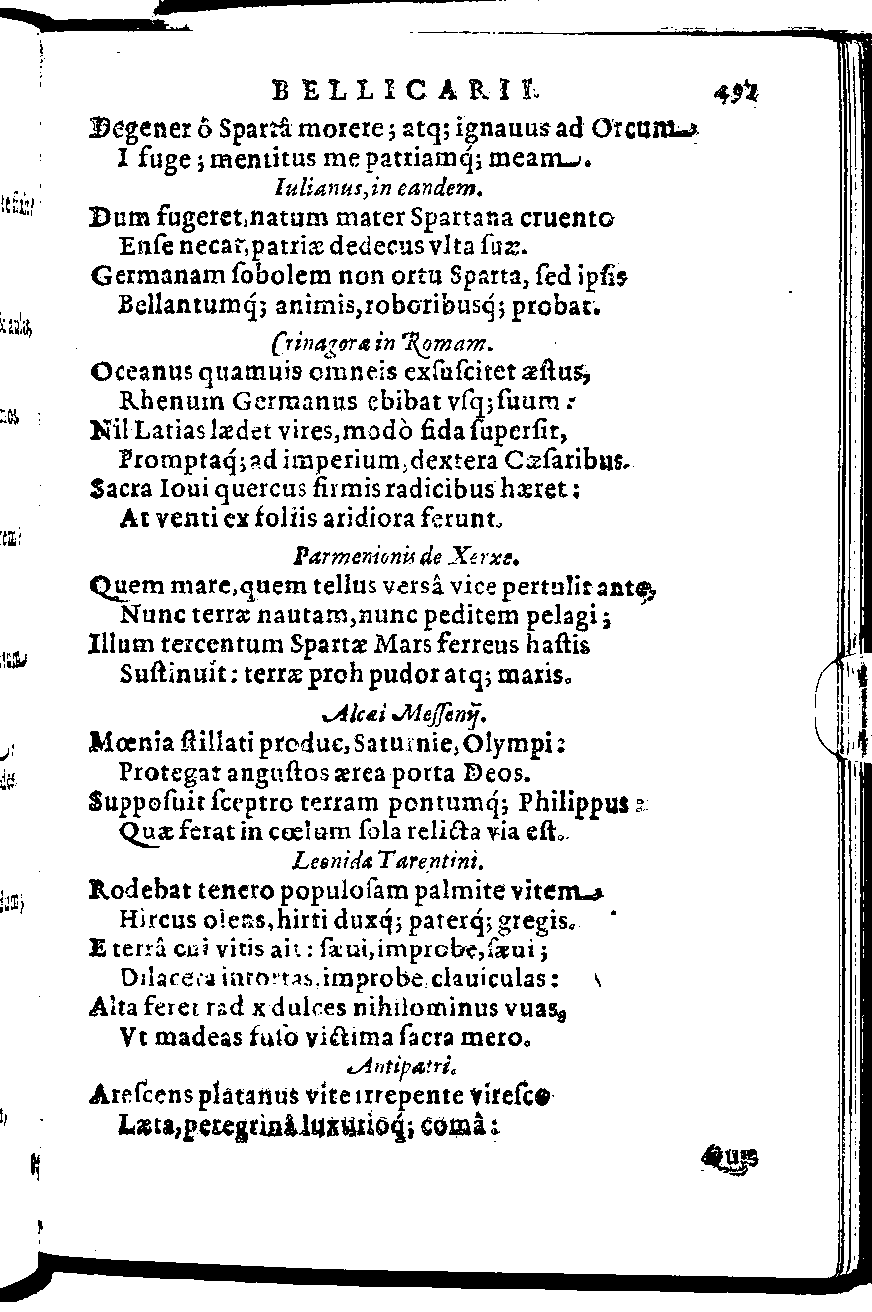 BELLICARII.
492
Degener ô Spartâ morere; atq; ignauus ad Orcum
I fuge; mentitus me patriamq́; meam.
Iulianus, in eandem.
Dum fugeret, natum mater Spartana cruento
Enſe necat, patriæ dedecus vlta ſuæ.
Germanam ſobolem non ortu Sparta, ſed ipſis
Bellantumq́; animis, roboribusq́; probat.
Crinagoræ in Romam.
Oceanus quamuis omneis exſuſcitet æſtus,
Rhenum Germanus ebibat vſq; ſuum:
Nil Latias lædet vires, modò fida ſuperſit,
Promptaq́; ad imperium, dextera Cæſaribus.
Sacra Ioui quercus firmis radicibus hæret:
At venti ex foliis aridiora ferunt.
Parmenionis de Xerxe.
Quem mare, quem tellus versâ vice pertulit ante,
Nunc terræ nautam, nunc peditem pelagi;
Illum tercentum Spartæ Mars ferreus haſtis
Suſtinuit: terræ proh pudor atq; maris.
Alcæi Meſſenij.
Mœnia ſtillati produc, Saturnie, Olympi:
Protegat anguſtos ærea porta Deos.
Suppoſuit ſceptro terram pontumq́; Philippus:
Quæ ferat in cœlum ſola relicta via eſt.
Leonidæ Tarentini.
Rodebat tenero populoſam palmite vitem
Hircus olens, hirti duxq́; paterq́; gregis.
E terrâ cui vitis ait: ſæui, improbe, ſæui;
Dilacera intortas, improbe, clauiculas:
Alta feret rad x dulces nihilominus vuas,
Vt madeas fuſo victima ſacra mero.
Antipatri.
Areſcens platanus vite irrepente vireſco
Læta, peregrinâ luxurioq́; comâ:
Qum